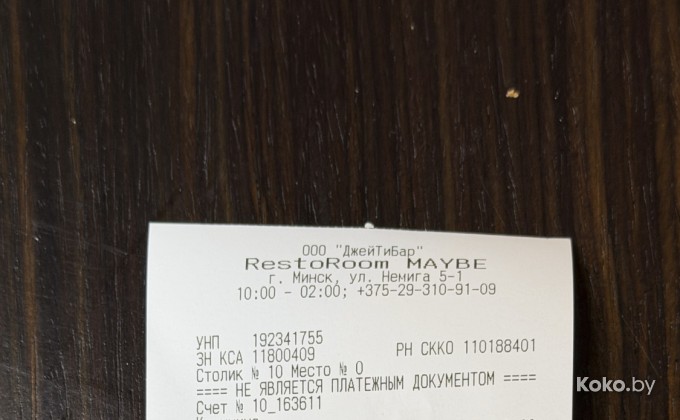 ООО "ДжейТиБар"
RestoRoom MAYBE
г. Минск, ул. Немига 5-1
10:00 - 02:00; +375-29-310-91-09
УНП 192341755
ЗН КСА 11800409 РН СККО 110188401
Столик № 10 Место № 0
==== НЕ ЯВЛЯЕТСЯ ПЛАТЕЖНЫМ ДОКУМЕНТОМ ====
Счет № 10_163611
Koko.by